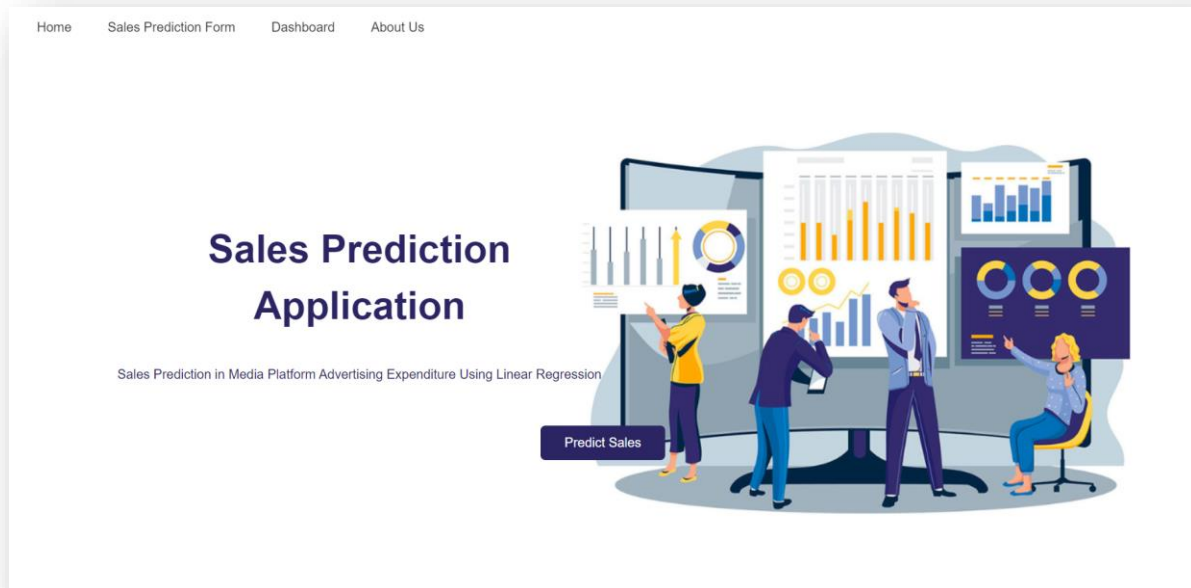 Home Sales Prediction Form Dashboard About Us
Sales Prediction
Application
Sales Prediction in Media Platform Advertising Expenditure Using Linear Regression
Predict Sales